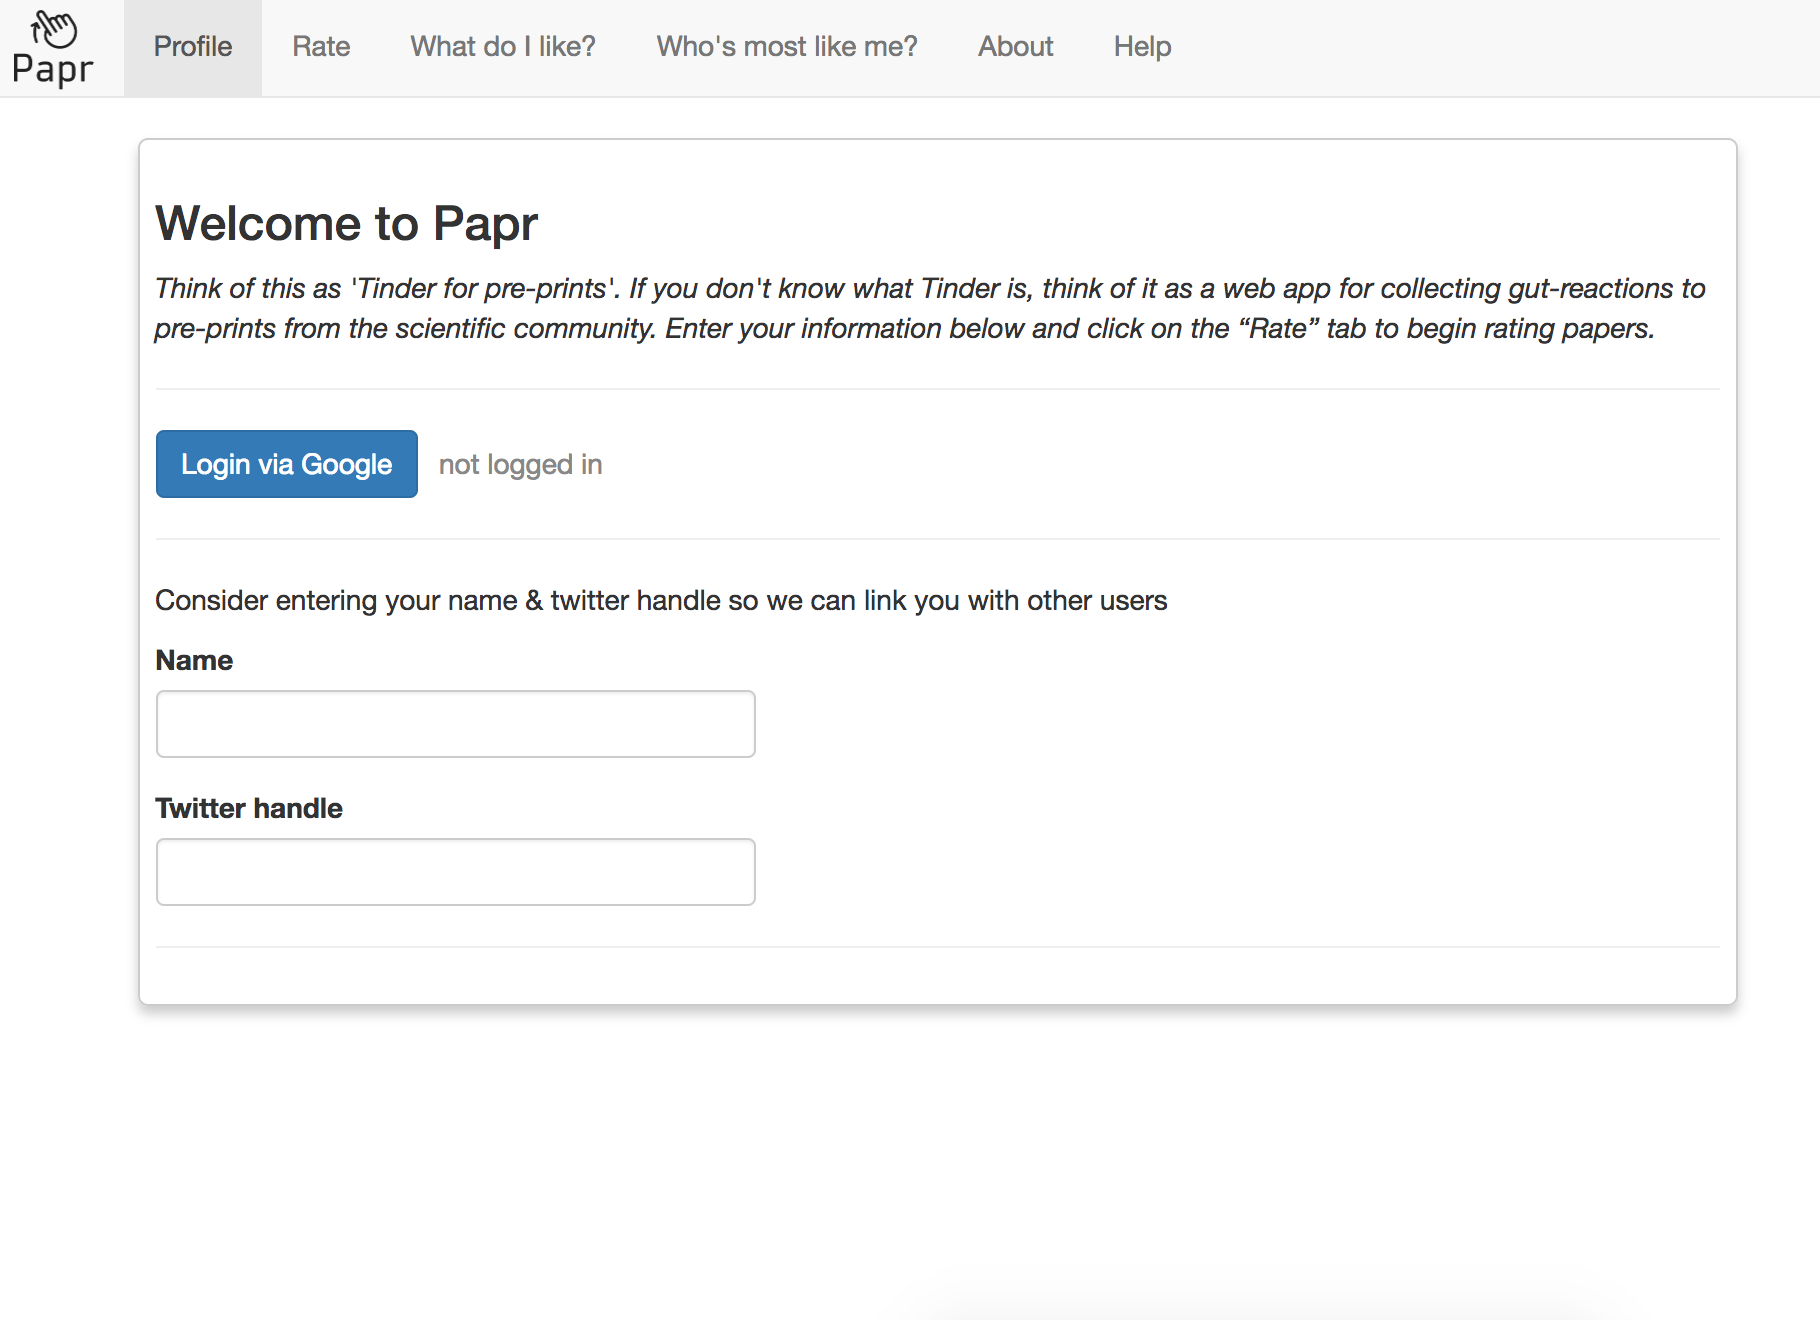 Papr
Profile
Rate
What do I like?
Who's most like me?
About
Help
Welcome to Papr
Think of this as 'Tinder for pre-prints'. If you don't know what Tinder is, think of it as a web app for collecting gut-reactions to
pre-prints from the scientific community. Enter your information below and click on the “Rate” tab to begin rating papers.
Login via Google
not logged in
Consider entering your name & twitter handle so we can link you with other users
Name
Twitter handle